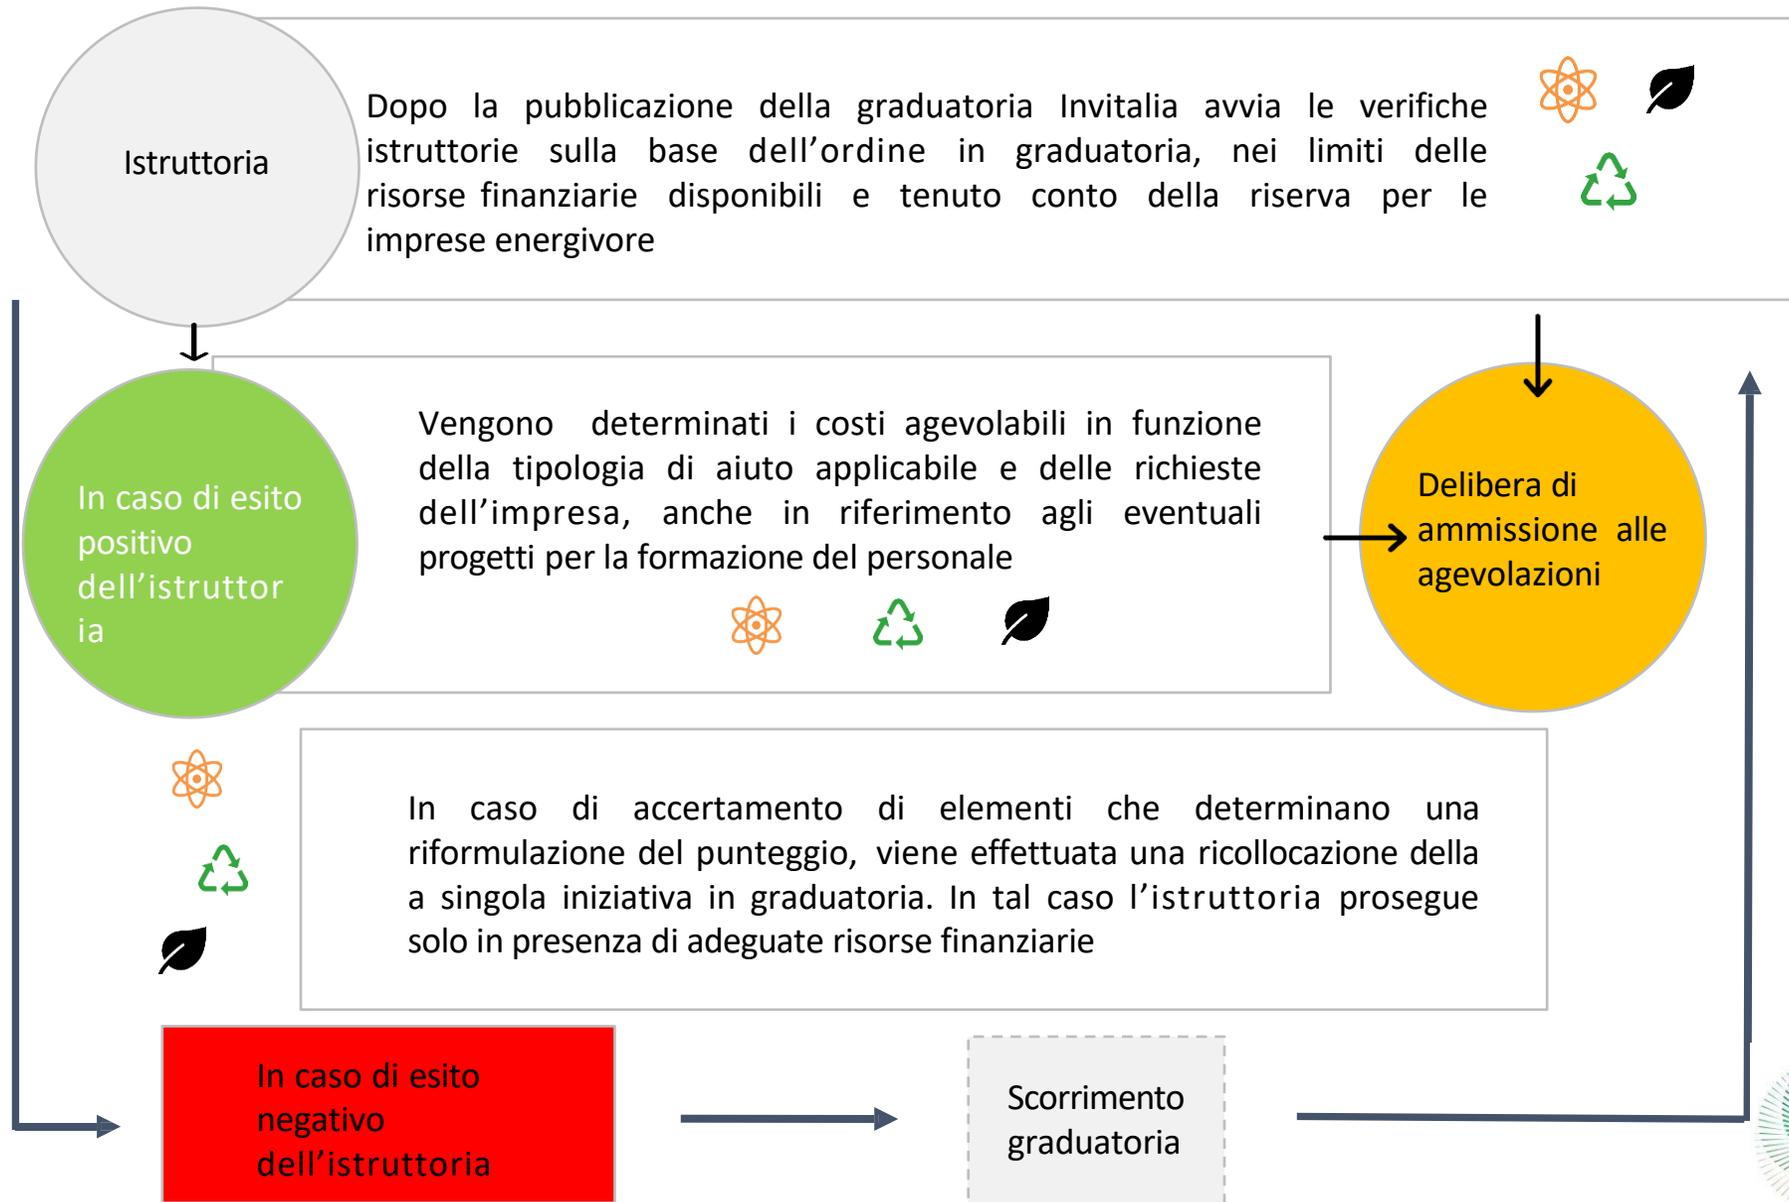 Istruttoria
Dopo la pubblicazione della graduatoria Invitalia avvia le verifiche
istruttorie sulla base dell’ordine in graduatoria, nei limiti delle
risorse finanziarie disponibili e tenuto conto della riserva per le
imprese energivore
In caso di esito
positivo
dell’istruttor
ia
Vengono determinati i costi agevolabili in funzione
della tipologia di aiuto applicabile e delle richieste
dell’impresa, anche in riferimento agli eventuali
progetti per la formazione del personale
Delibera di
ammissione alle
agevolazioni
In caso di accertamento di elementi che determinano una
riformulazione del punteggio, viene effettuata una ricollocazione della
a singola iniziativa in graduatoria. In tal caso l’istruttoria prosegue
solo in presenza di adeguate risorse finanziarie
In caso di esito
negativo
dell’istruttoria
Scorrimento
graduatoria